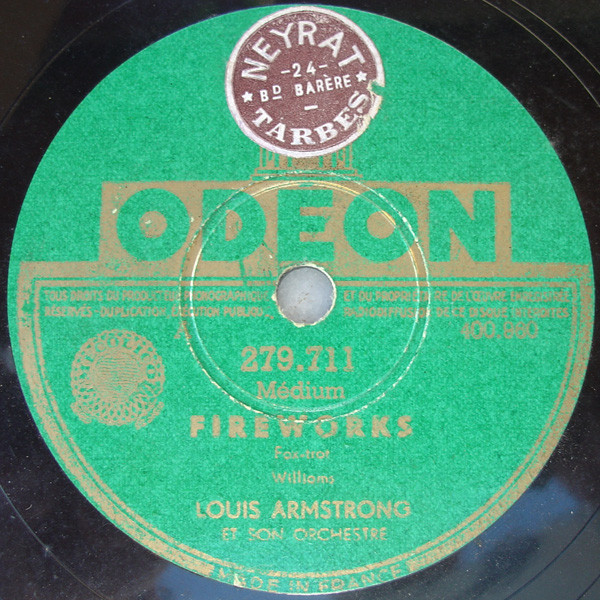 NEYRAT
-24-
★ BD BARÈRE ★
TARBES
ODEON
TOUS DROITS DU PRODUCTEUR PHONOGRAPHIQUE ET DU PROPRIÉTAIRE DE L'ŒUVRE ENREGISTRÉE
RÉSERVÉS - DUPLICATION, EXÉCUTION PUBLIQUE, RADIODIFFUSION DE CE DISQUE INTERDITES
A
279.711
Médium
FIREWORKS
Fox-trot
Williams
LOUIS ARMSTRONG
ET SON ORCHESTRE
MADE IN FRANCE